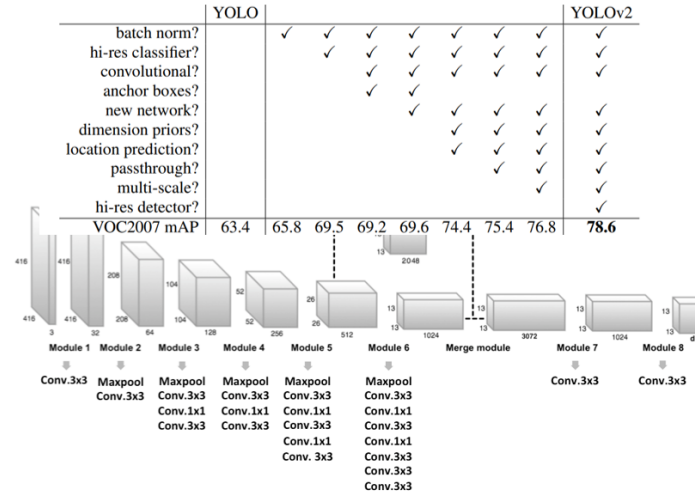 YOLO YOLOv2
batch norm? ✓ ✓ ✓ ✓ ✓ ✓ ✓ ✓
hi-res classifier? ✓ ✓ ✓ ✓ ✓ ✓ ✓
convolutional? ✓ ✓ ✓ ✓ ✓ ✓
anchor boxes? ✓ ✓
new network? ✓ ✓ ✓ ✓ ✓
dimension priors? ✓ ✓ ✓ ✓
location prediction? ✓ ✓ ✓ ✓
passthrough? ✓ ✓ ✓
multi-scale? ✓ ✓
hi-res detector? ✓
VOC2007 mAP 63.4 65.8 69.5 69.2 69.6 74.4 75.4 76.8 78.6
416 416 3
416 416 32
208 208 64
104 104 128
52 52 256
26 26 512
13 2048
13 13 1024
13 13 3072
13 13 1024
13 13
Module 1 Module 2 Module 3 Module 4 Module 5 Module 6 Merge module Module 7 Module 8
Conv.3x3 Maxpool Maxpool Maxpool Maxpool Maxpool Conv.3x3 Conv.3x3
Conv.3x3 Conv.3x3 Conv.3x3 Conv.3x3 Conv.3x3
Conv.1x1 Conv.1x1 Conv.1x1 Conv.1x1
Conv.3x3 Conv.3x3 Conv.3x3 Conv.3x3
Conv.1x1 Conv.1x1
Conv. 3x3 Conv.3x3
Conv.3x3
Conv.3x3